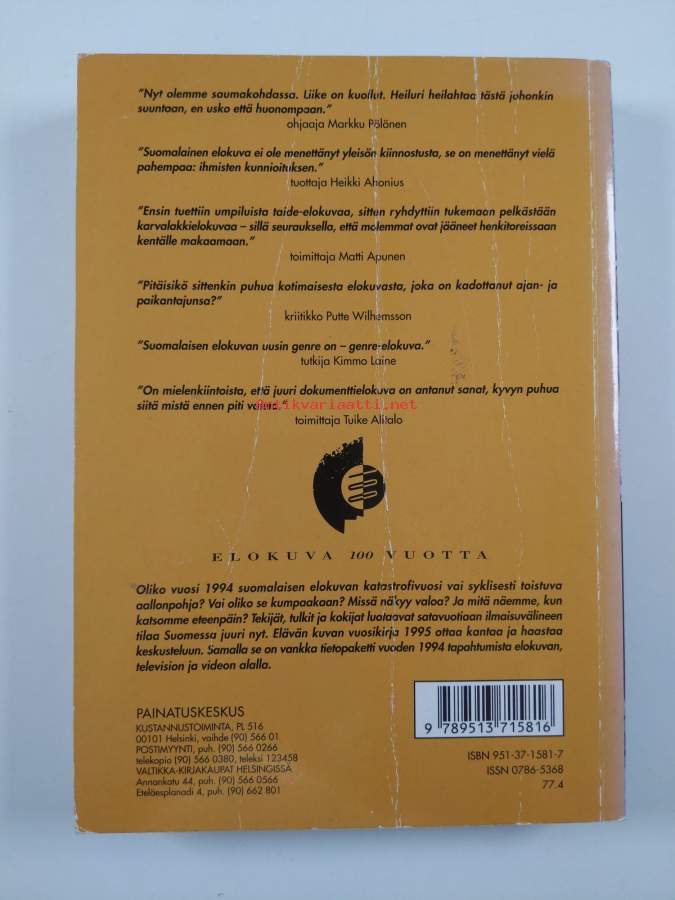 "Nyt olemme saumakohdassa. Liike on kuollut. Heiluri heilahtaa tästä johonkin
suuntaan, en usko että huonompaan."
ohjaaja Markku Pölönen
"Suomalainen elokuva ei ole menettänyt yleisön kiinnostusta, se on menettänyt vielä
pahempaa: ihmisten kunnioituksen."
tuottaja Heikki Ahonius
"Ensin tuettiin umpiluista taide-elokuvaa, sitten ryhdyttiin tukemaan pelkästään
karvalakkielokuvaa – sillä seurauksella, että molemmat ovat jääneet henkitoreissaan
kentälle makaamaan."
toimittaja Matti Apunen
"Pitäisikö sittenkin puhua kotimaisesta elokuvasta, joka on kadottanut ajan- ja
paikantajunsa?"
kriitikko Putte Wilhemsson
"Suomalaisen elokuvan uusin genre on – genre-elokuva."
tutkija Kimmo Laine
"On mielenkiintoista, että juuri dokumenttielokuva on antanut sanat, kyvyn puhua
siitä mistä ennen piti vaieta."
Antikvariaatti.net
toimittaja Tuike Alitalo
ELOKUVA 100 VUOTTA
Oliko vuosi 1994 suomalaisen elokuvan katastrofivuosi vai syklisesti toistuva
aallonpohja? Vai oliko se kumpaakaan? Missä näkyy valoa? Ja mitä näemme, kun
katsomme eteenpäin? Tekijät, tulkit ja kokijat luotaavat satavuotiaan ilmaisuvälineen
tilaa Suomessa juuri nyt. Elävän kuvan vuosikirja 1995 ottaa kantaa ja haastaa
keskusteluun. Samalla se on vankka tietopaketti vuoden 1994 tapahtumista elokuvan,
television ja videon alalla.
PAINATUSKESKUS
KUSTANNUSTOIMINTA, PL 516
00101 Helsinki, vaihde (90) 566 01
POSTIMYYNTI, puh. (90) 566 0266
telekopio (90) 566 0380, teleksi 123458
VALTIKKA-KIRJAKAUPAT HELSINGISSÄ
Annankatu 44, puh. (90) 566 0566
Eteläesplanadi 4, puh. (90) 662 801
9 789513 715816
ISBN 951-37-1581-7
ISSN 0786-5368
77.4